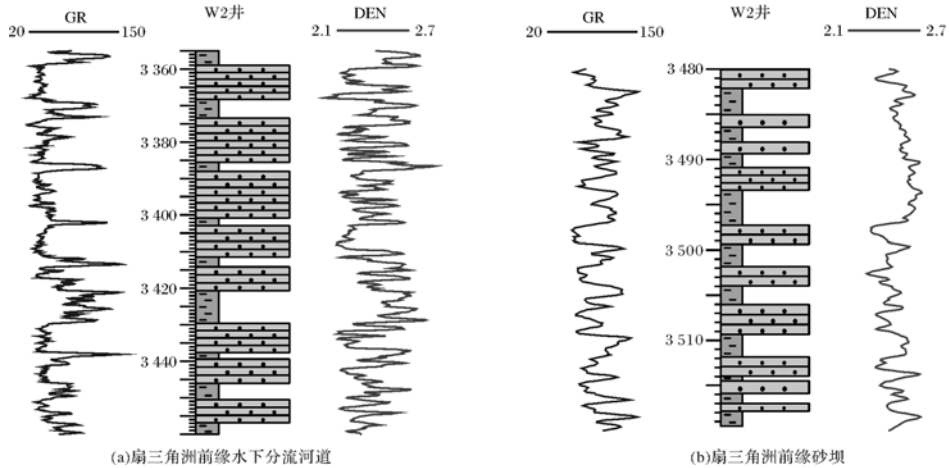 GR
W2井
DEN
20 150
2.1 2.7
3 360
3 380
3 400
3 420
3 440
(a)扇三角洲前缘水下分流河道
GR
W2井
DEN
20 150
2.1 2.7
3 480
3 490
3 500
3 510
(b)扇三角洲前缘砂坝